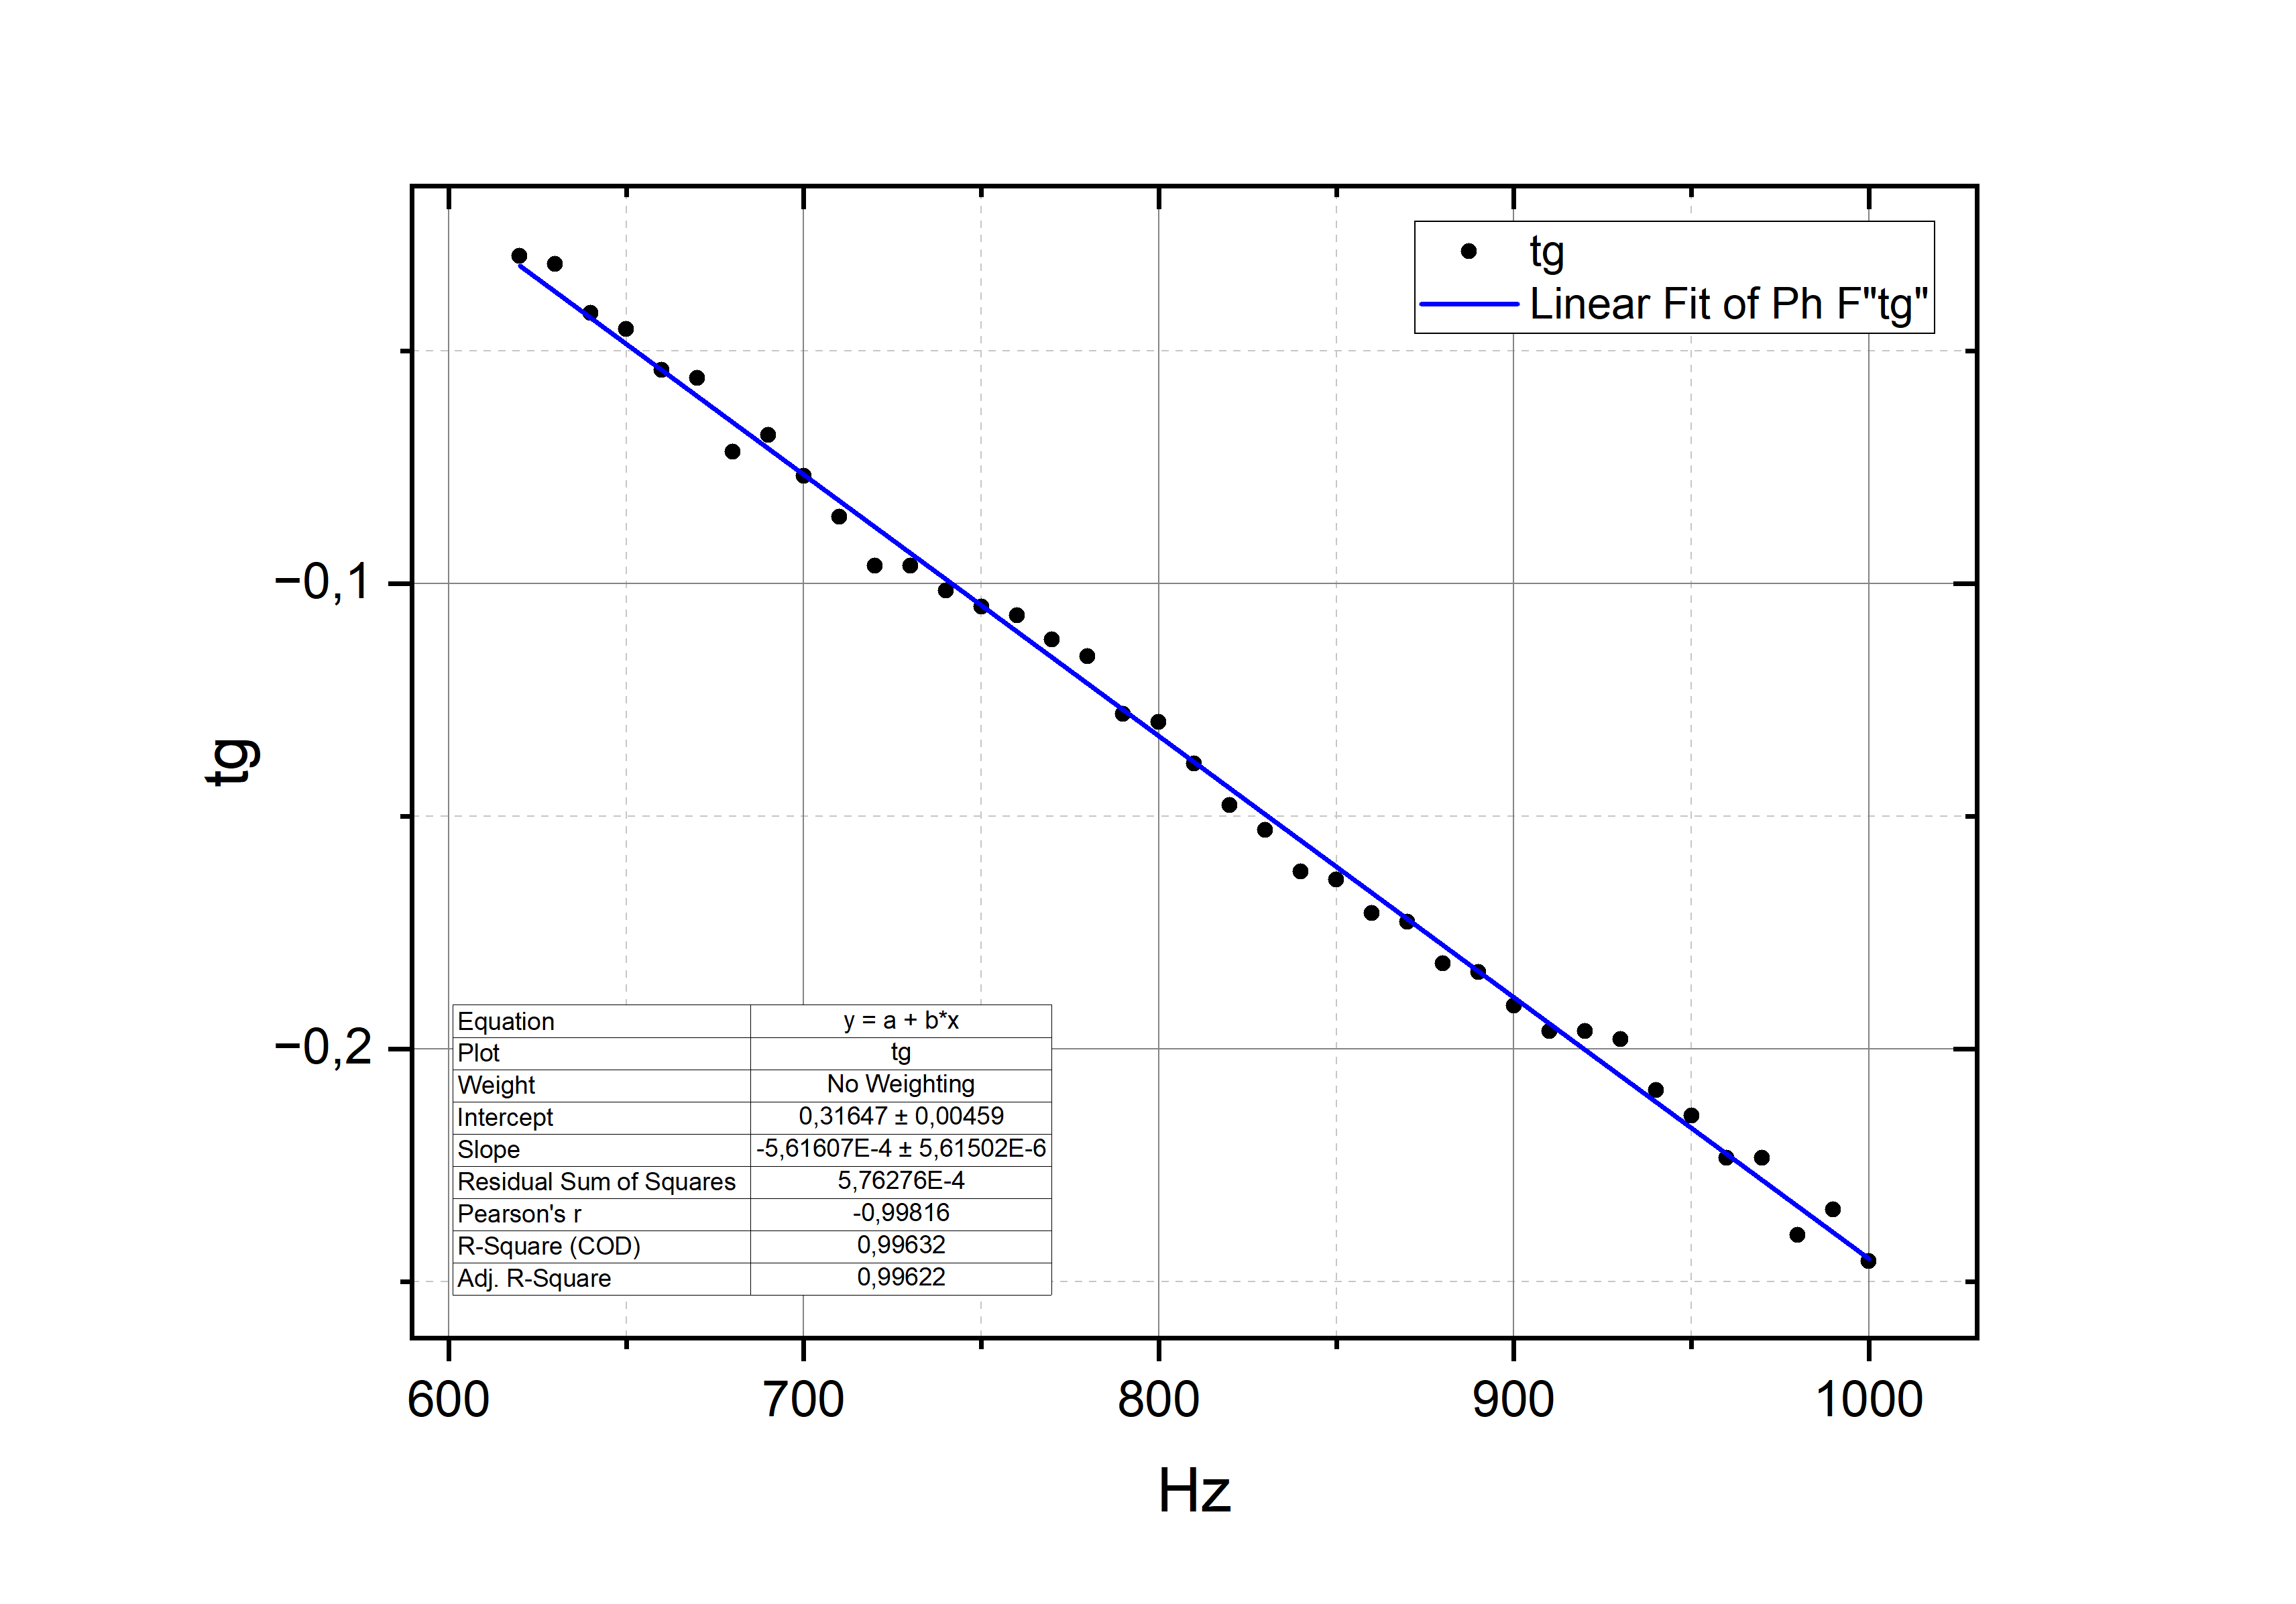 tg
Linear Fit of Ph F"tg"
−0,1
−0,2
tg
Equation y = a + b*x
Plot tg
Weight No Weighting
Intercept 0,31647 ± 0,00459
Slope -5,61607E-4 ± 5,61502E-6
Residual Sum of Squares 5,76276E-4
Pearson's r -0,99816
R-Square (COD) 0,99632
Adj. R-Square 0,99622
600 700 800 900 1000
Hz